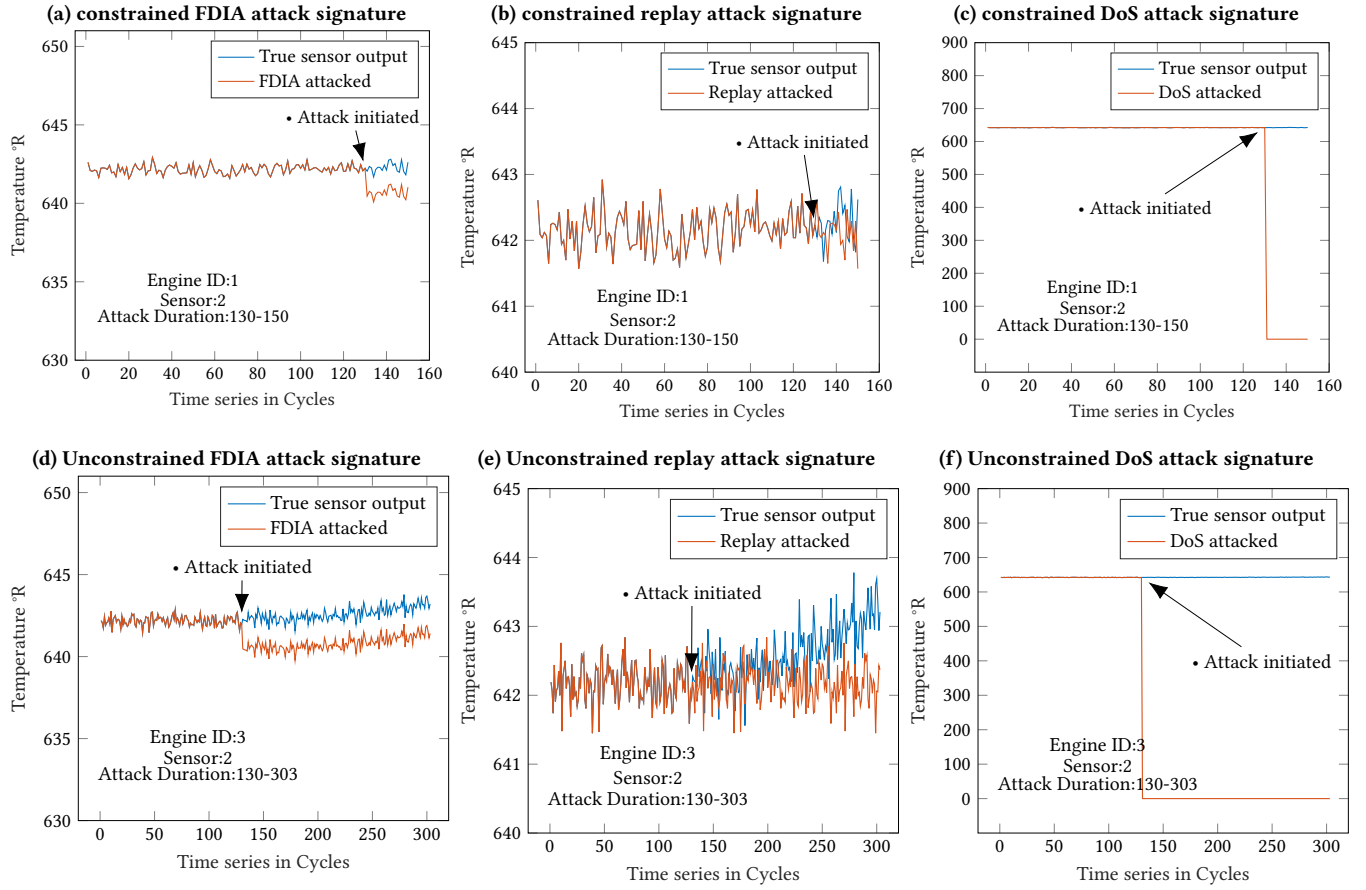 (a) constrained FDIA attack signature
650
645
640
635
630
Temperature °R
True sensor output
FDIA attacked
• Attack initiated
Engine ID:1
Sensor:2
Attack Duration:130-150
0 20 40 60 80 100 120 140 160
Time series in Cycles
(b) constrained replay attack signature
645
644
643
642
641
640
Temperature °R
True sensor output
Replay attacked
• Attack initiated
Engine ID:1
Sensor:2
Attack Duration:130-150
0 20 40 60 80 100 120 140 160
Time series in Cycles
(c) constrained DoS attack signature
900
800
700
600
500
400
300
200
100
0
Temperature °R
True sensor output
DoS attacked
• Attack initiated
Engine ID:1
Sensor:2
Attack Duration:130-150
0 20 40 60 80 100 120 140 160
Time series in Cycles
(d) Unconstrained FDIA attack signature
650
645
640
635
630
Temperature °R
True sensor output
FDIA attacked
• Attack initiated
Engine ID:3
Sensor:2
Attack Duration:130-303
0 50 100 150 200 250 300
Time series in Cycles
(e) Unconstrained replay attack signature
645
644
643
642
641
640
Temperature °R
True sensor output
Replay attacked
• Attack initiated
Engine ID:3
Sensor:2
Attack Duration:130-303
0 50 100 150 200 250 300
Time series in Cycles
(f) Unconstrained DoS attack signature
900
800
700
600
500
400
300
200
100
0
Temperature °R
True sensor output
DoS attacked
• Attack initiated
Engine ID:3
Sensor:2
Attack Duration:130-303
0 50 100 150 200 250 300
Time series in Cycles